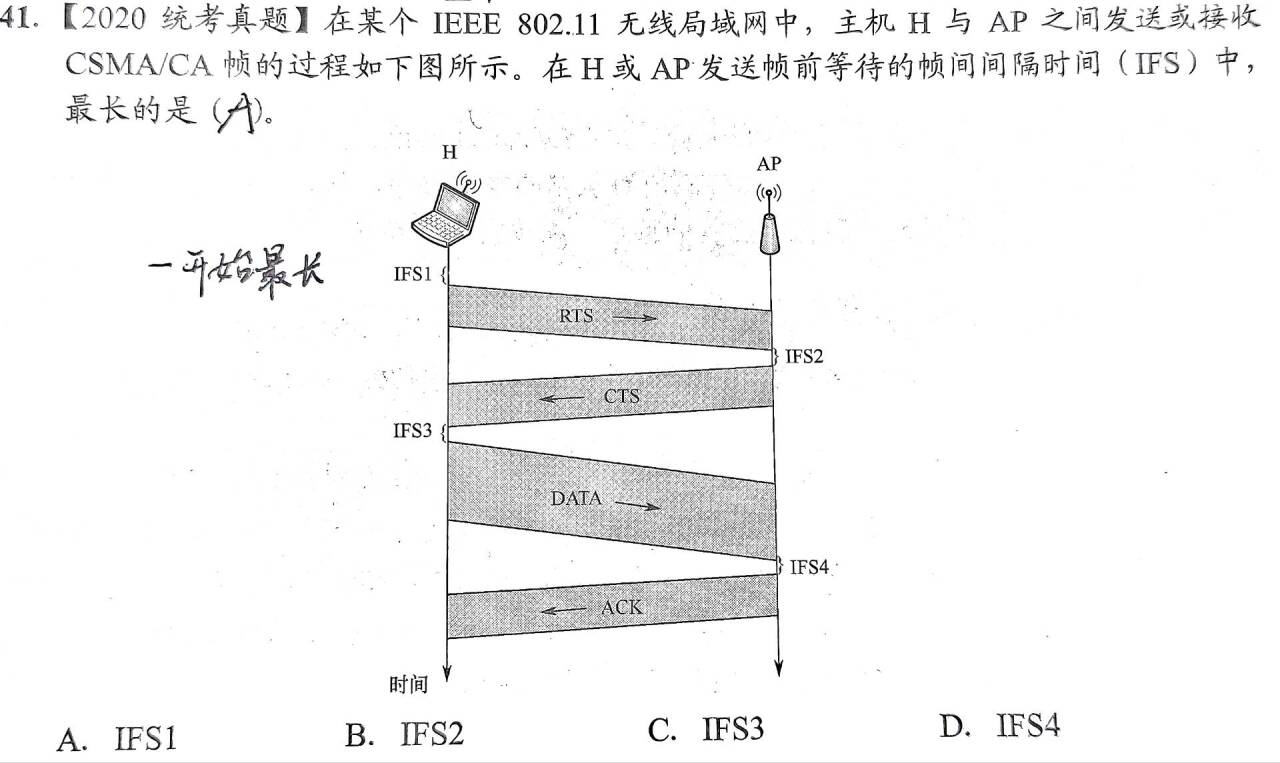 41.【2020 统考真题】在某个 IEEE 802.11 无线局域网中，主机 H 与 AP 之间发送或接收
CSMA/CA 帧的过程如下图所示。在 H 或 AP 发送帧前等待的帧间间隔时间（IFS）中，
最长的是（A）。
H
AP
一开始最长
IFS1
RTS
IFS2
CTS
IFS3
DATA
IFS4
ACK
时间
A. IFS1 B. IFS2 C. IFS3 D. IFS4